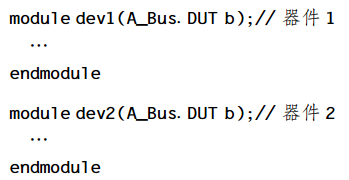 module dev1(A_Bus. DUT b);//器件1
…
endmodule
module dev2(A_Bus. DUT b);//器件2
…
endmodule